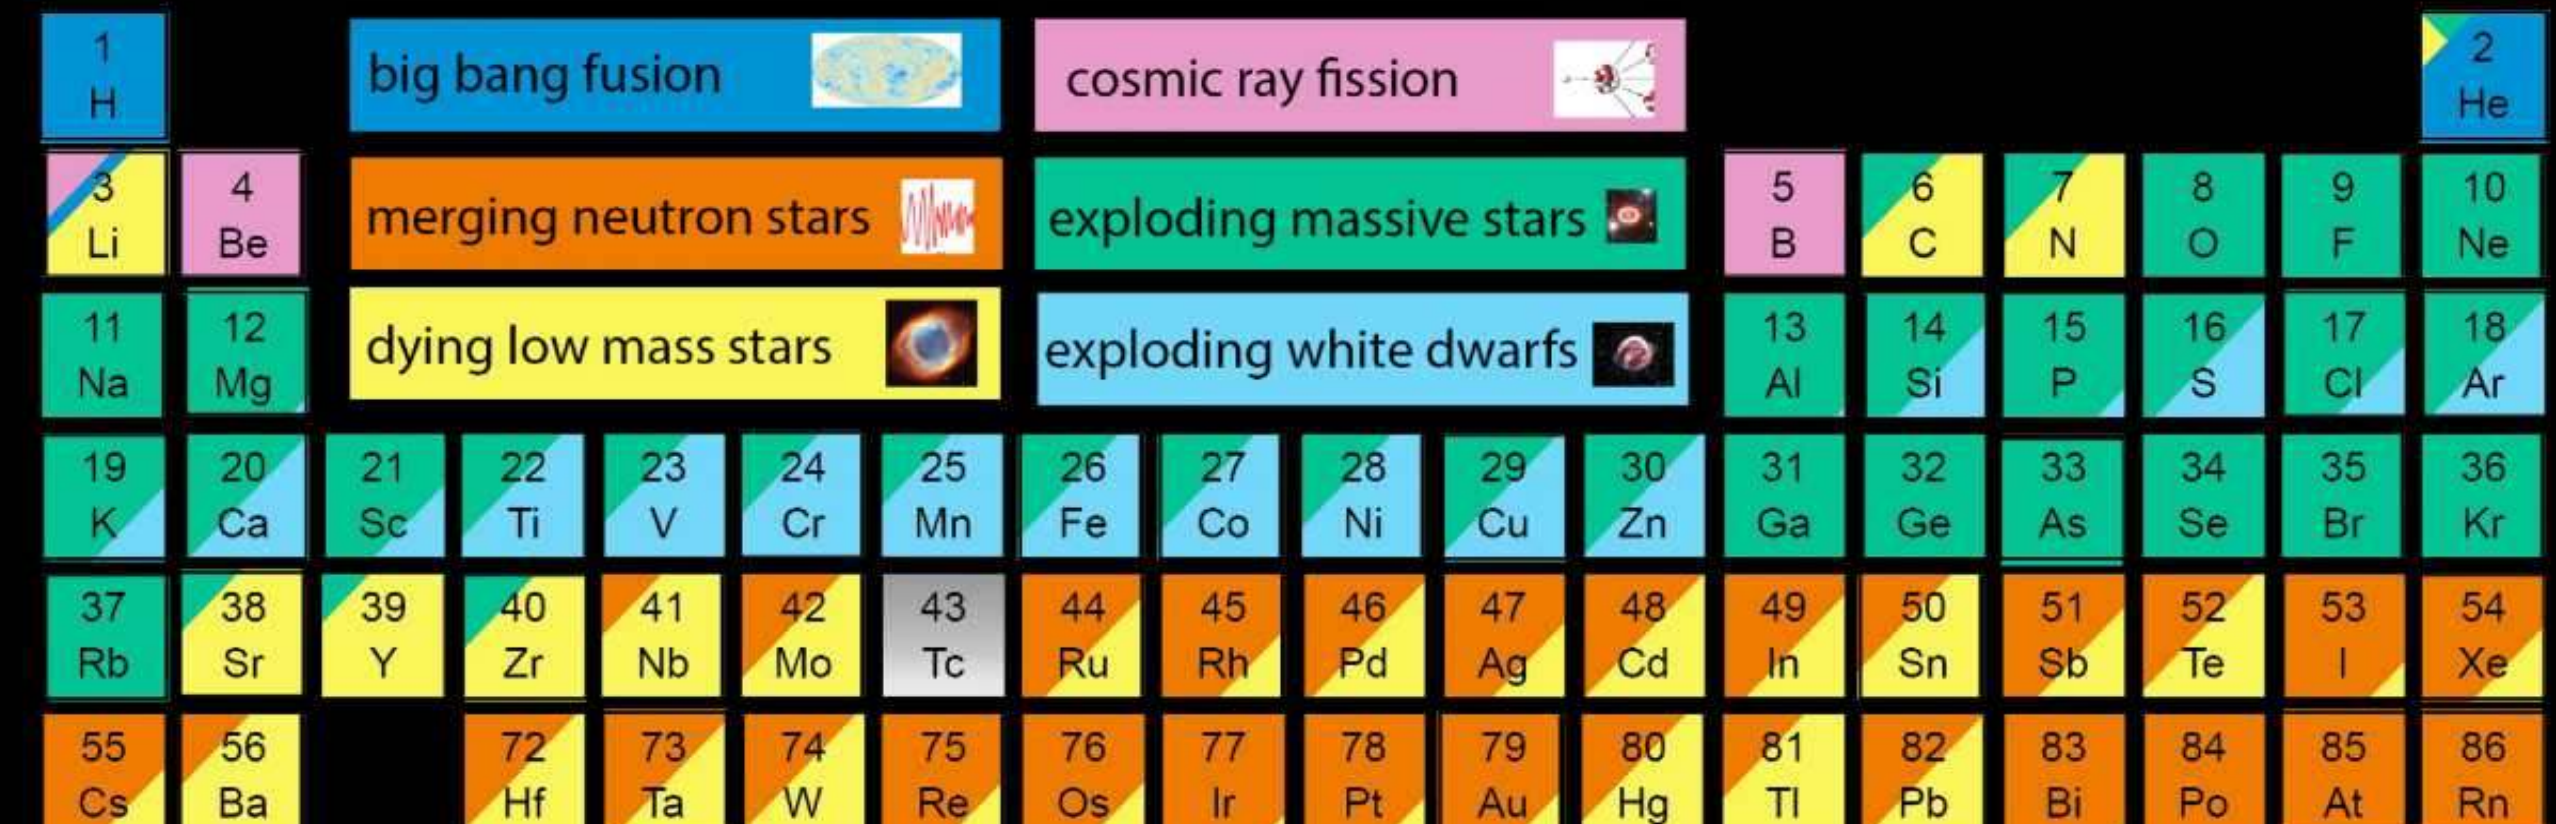 1
H
big bang fusion
cosmic ray fission
2
He
3
Li
4
Be
merging neutron stars
exploding massive stars
5
B
6
C
7
N
8
O
9
F
10
Ne
11
Na
12
Mg
dying low mass stars
exploding white dwarfs
13
Al
14
Si
15
P
16
S
17
Cl
18
Ar
19
K
20
Ca
21
Sc
22
Ti
23
V
24
Cr
25
Mn
26
Fe
27
Co
28
Ni
29
Cu
30
Zn
31
Ga
32
Ge
33
As
34
Se
35
Br
36
Kr
37
Rb
38
Sr
39
Y
40
Zr
41
Nb
42
Mo
43
Tc
44
Ru
45
Rh
46
Pd
47
Ag
48
Cd
49
In
50
Sn
51
Sb
52
Te
53
I
54
Xe
55
Cs
56
Ba
72
Hf
73
Ta
74
W
75
Re
76
Os
77
Ir
78
Pt
79
Au
80
Hg
81
Tl
82
Pb
83
Bi
84
Po
85
At
86
Rn